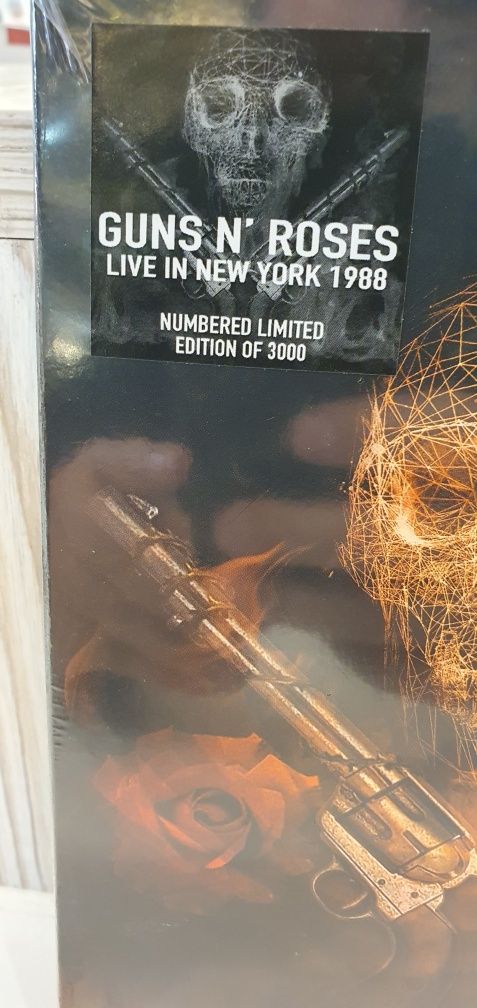 GUNS N' ROSES
LIVE IN NEW YORK 1988
NUMBERED LIMITED
EDITION OF 3000